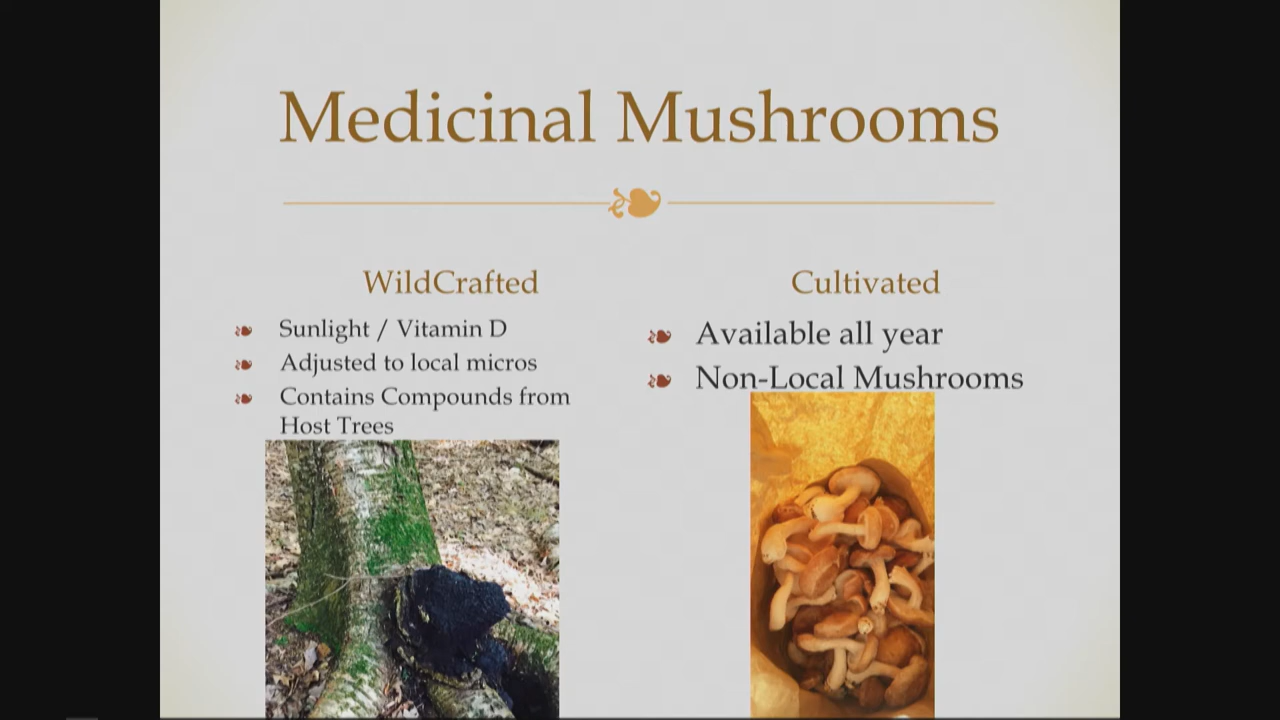 Medicinal Mushrooms
WildCrafted
Sunlight / Vitamin D
Adjusted to local micros
Contains Compounds from
Host Trees
Cultivated
Available all year
Non-Local Mushrooms